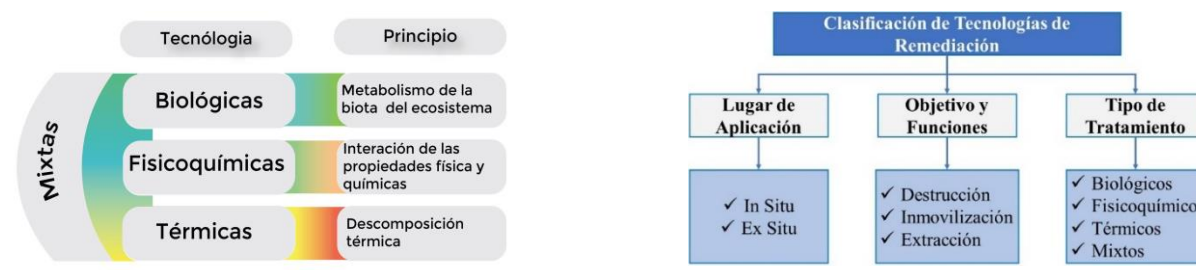 Tecnólogia
Principio
Mixtas
Biológicas
Metabolismo de la
biota del ecosistema
Fisicoquímicas
Interación de las
propiedades física y
químicas
Térmicas
Descomposición
térmica
Clasificación de Tecnologías de
Remediación
Lugar de
Aplicación
✓ In Situ
✓ Ex Situ
Objetivo y
Funciones
✓ Destrucción
✓ Inmovilización
✓ Extracción
Tipo de
Tratamiento
✓ Biológicos
✓ Fisicoquímico
✓ Térmicos
✓ Mixtos